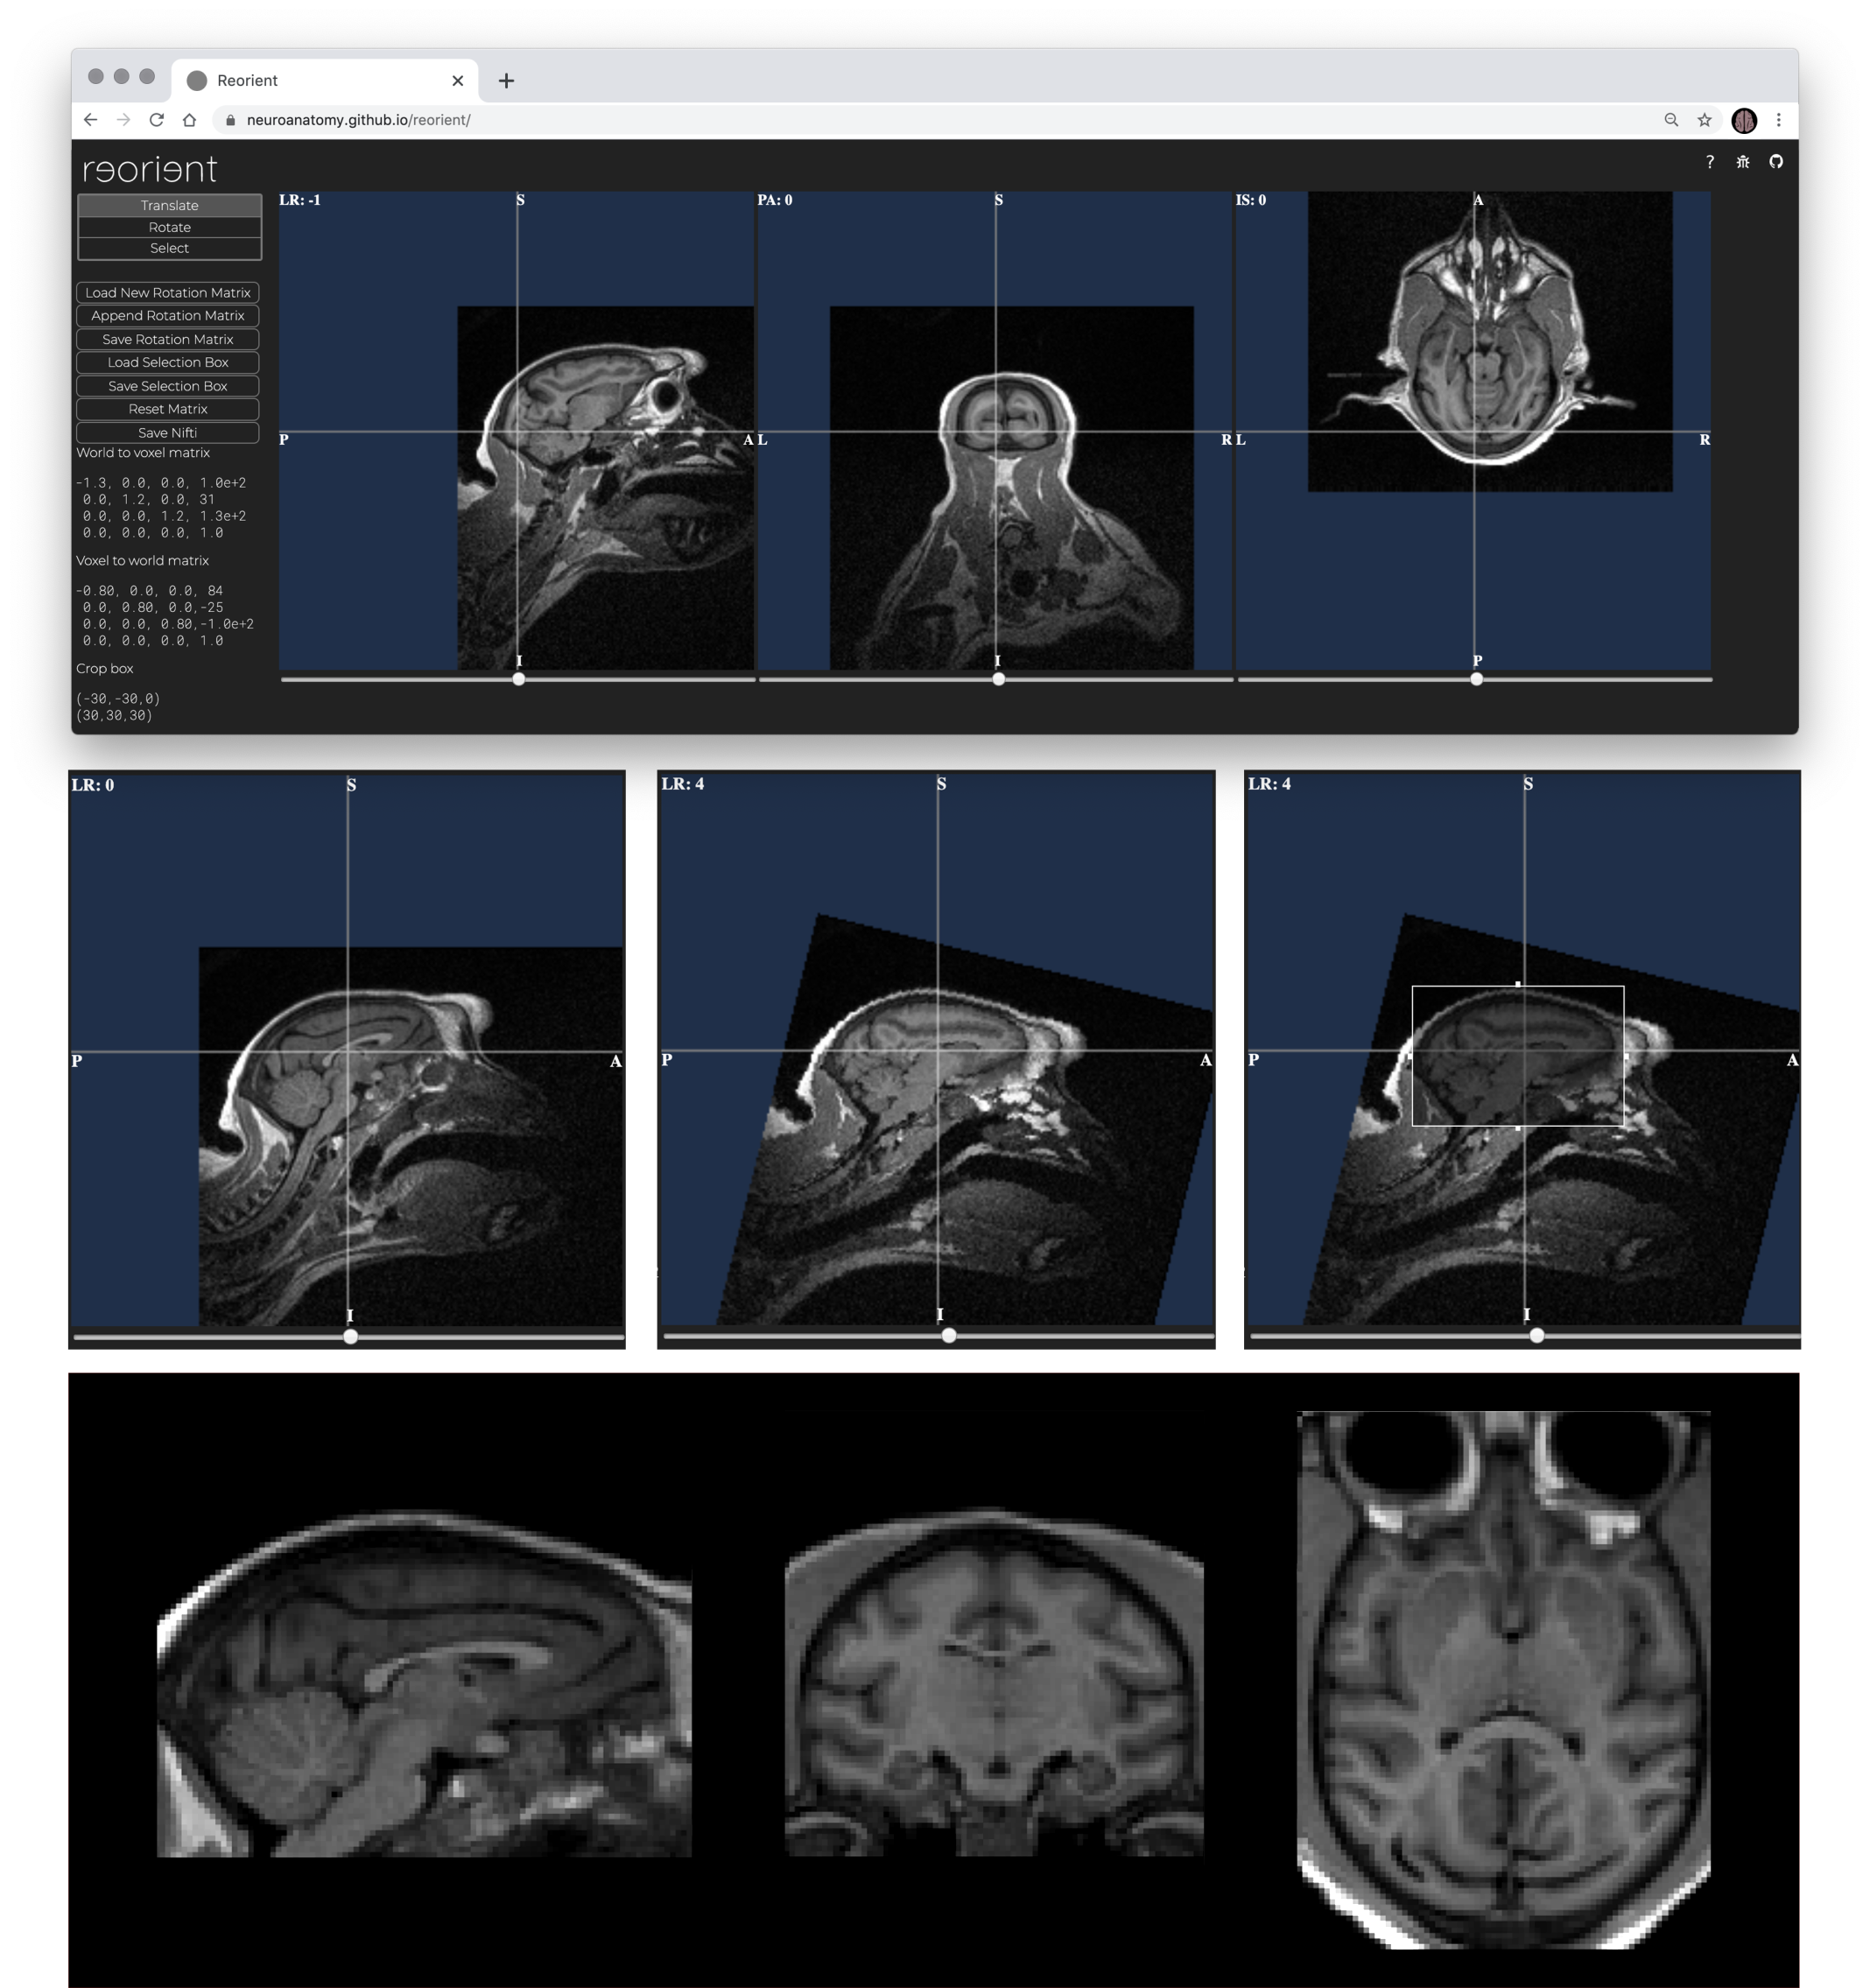 Reorient
neuroanatomy.github.io/reorient/
reorient
?
Translate
Rotate
Select
Load New Rotation Matrix
Append Rotation Matrix
Save Rotation Matrix
Load Selection Box
Save Selection Box
Reset Matrix
Save Nifti
World to voxel matrix
-1.3, 0.0, 0.0, 1.0e+2
0.0, 1.2, 0.0, 31
0.0, 0.0, 1.2, 1.3e+2
0.0, 0.0, 0.0, 1.0
Voxel to world matrix
-0.80, 0.0, 0.0, 84
0.0, 0.80, 0.0,-25
0.0, 0.0, 0.80,-1.0e+2
0.0, 0.0, 0.0, 1.0
Crop box
(-30,-30,0)
(30,30,30)
LR: -1
S
P
A
I
PA: 0
S
L
R
I
IS: 0
A
L
R
P
LR: 0
S
P
A
I
LR: 4
S
P
A
I
LR: 4
S
P
A
I